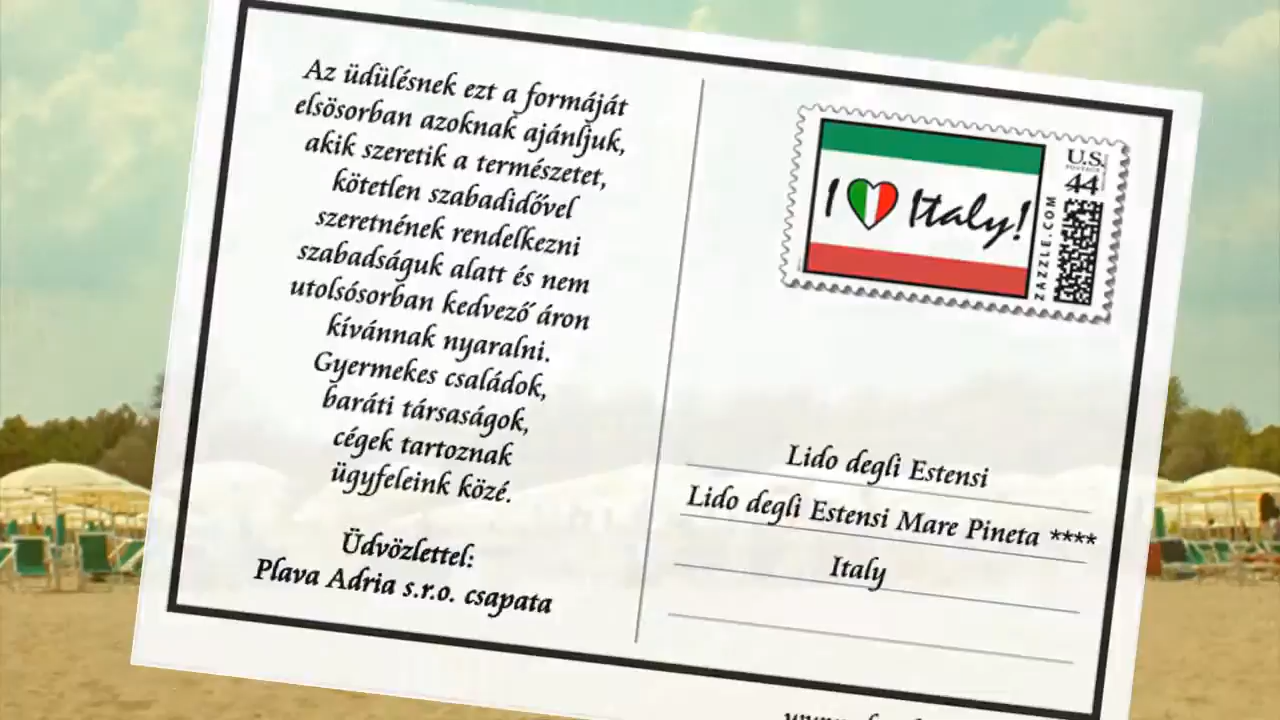 Az üdülésnek ezt a formáját
elsösorban azoknak ajánljuk,
akik szeretik a természetet,
kötetlen szabadidővel
szeretnének rendelkezni
szabadságuk alatt és nem
utolsósorban kedvező áron
kívánnak nyaralni.
Gyermekes családok,
baráti társaságok,
cégek tartoznak
ügyfeleink közé.
Üdvözlettel:
Plava Adria s.r.o. csapata
I Italy!
U.S.
POSTAGE
44
ZAZZLE.COM
Lido degli Estensi
Lido degli Estensi Mare Pineta ****
Italy